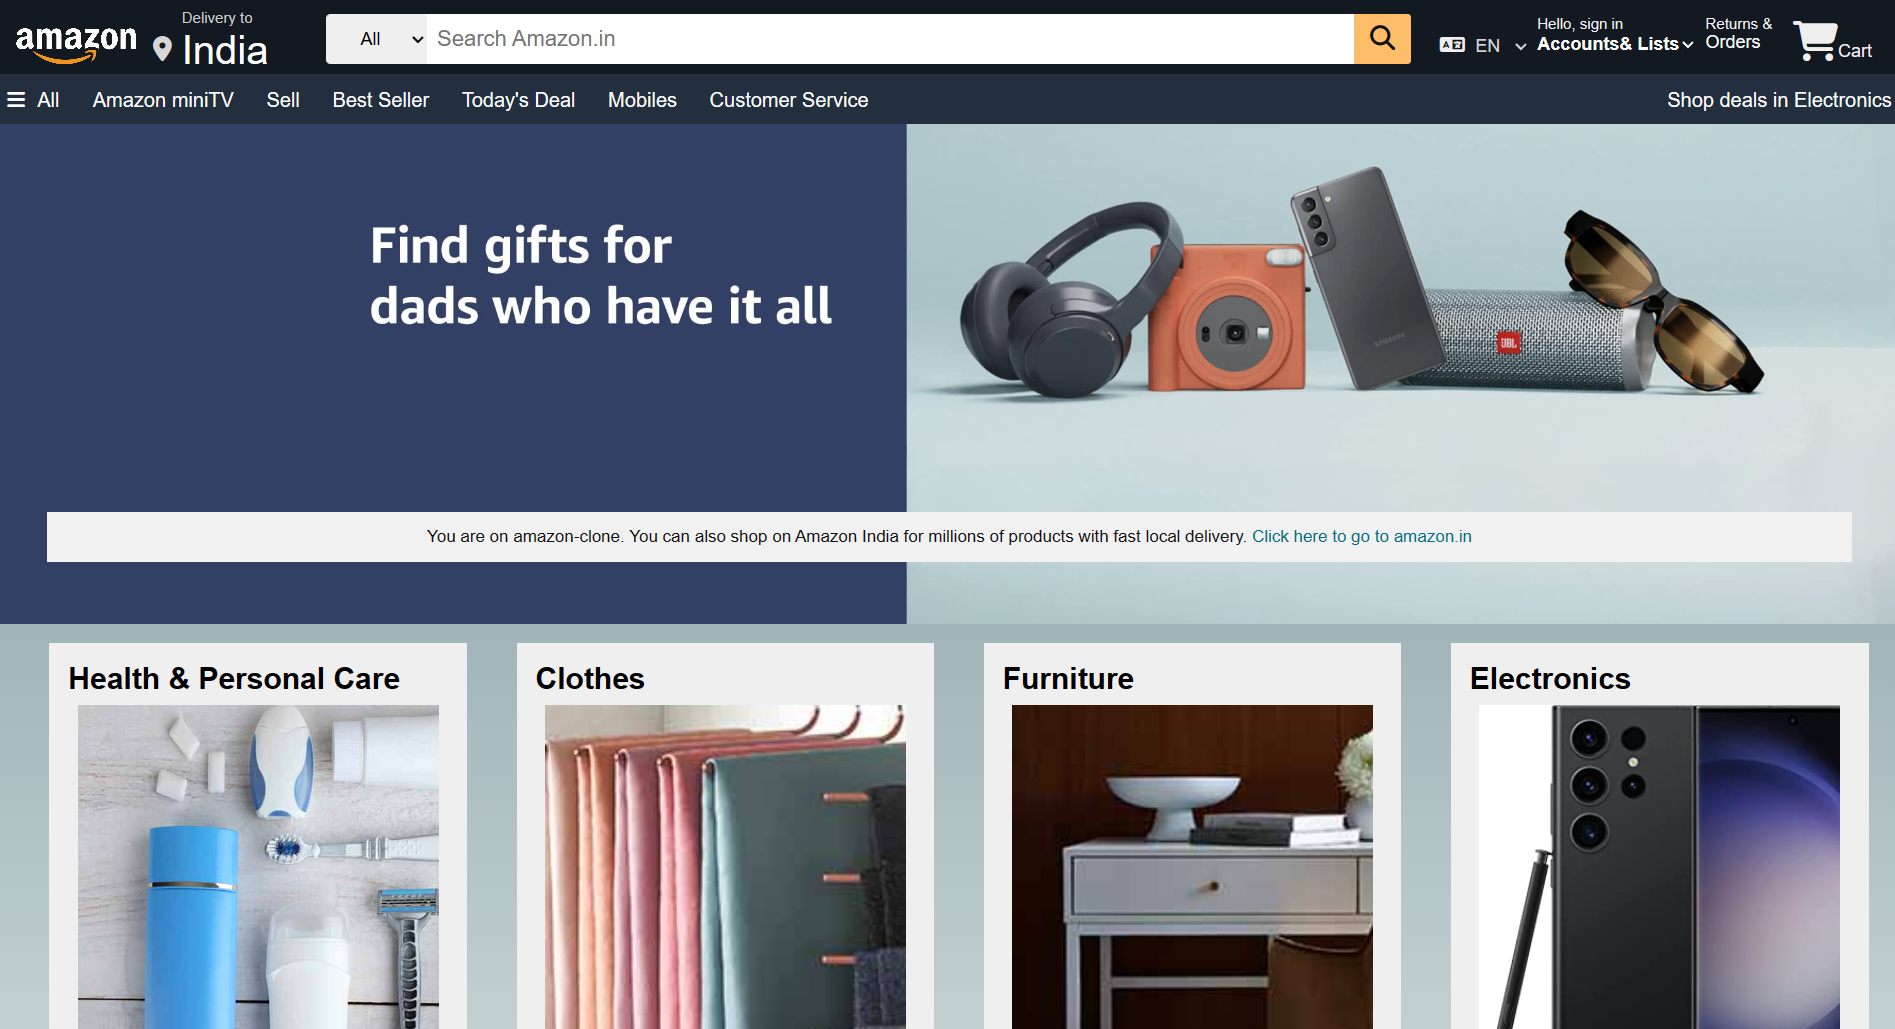 amazon
Delivery to
India
All
Search Amazon.in
EN
Hello, sign in
Accounts& Lists
Returns &
Orders
Cart
All
Amazon miniTV
Sell
Best Seller
Today's Deal
Mobiles
Customer Service
Shop deals in Electronics
Find gifts for
dads who have it all
SAMSUNG
JBL
You are on amazon-clone. You can also shop on Amazon India for millions of products with fast local delivery. Click here to go to amazon.in
Health & Personal Care
Clothes
Furniture
Electronics